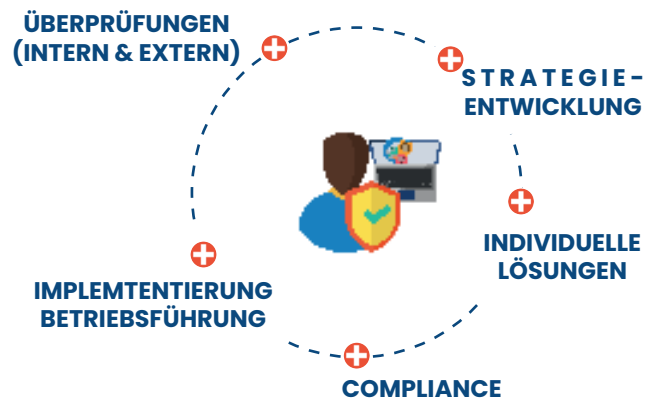 ÜBERPRÜFUNGEN
(INTERN & EXTERN)
STRATEGIE-
ENTWICKLUNG
INDIVIDUELLE
LÖSUNGEN
IMPLEMTENTIERUNG
BETRIEBSFÜHRUNG
COMPLIANCE